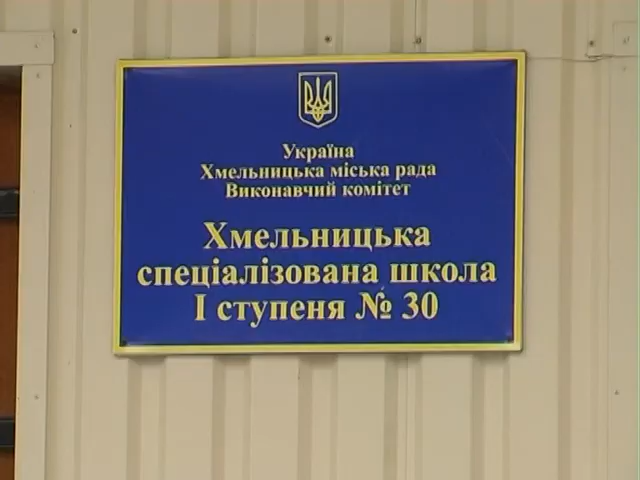 Україна
Хмельницька міська рада
Виконавчий комітет
Хмельницька
спеціалізована школа
І ступеня № 30